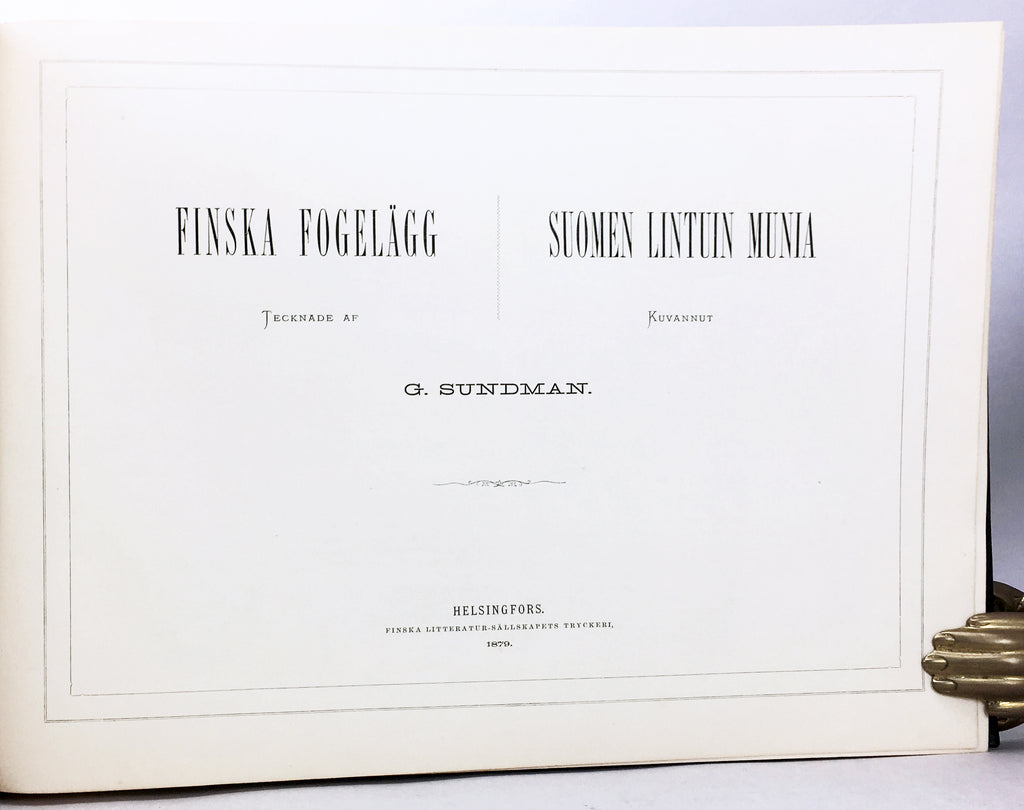 FINSKA FOGELÄGG
TECKNADE AF
SUOMEN LINTUIN MUNIA
KUVANNUT
G. SUNDMAN.
HELSINGFORS.
FINSKA LITTERATUR-SÄLLSKAPETS TRYCKERI,
1879.